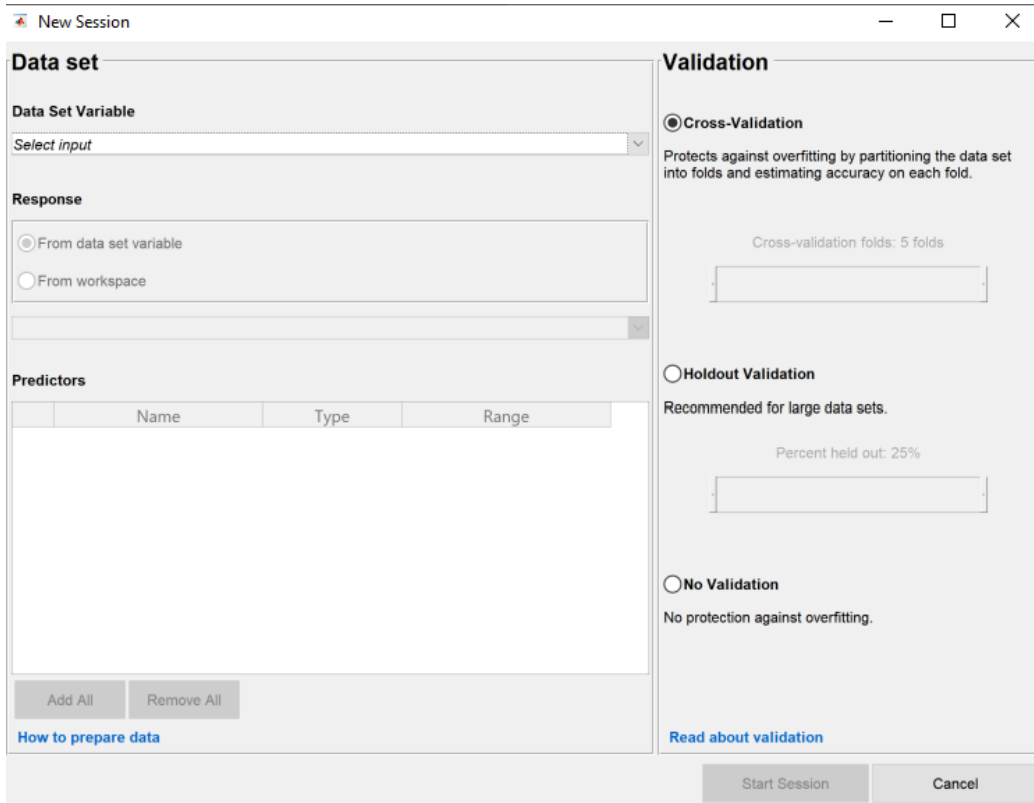 New Session
Data set
Data Set Variable
Select input
Response
From data set variable
From workspace
Predictors
Name Type Range
Add All Remove All
How to prepare data
Validation
Cross-Validation
Protects against overfitting by partitioning the data set
into folds and estimating accuracy on each fold.
Cross-validation folds: 5 folds
Holdout Validation
Recommended for large data sets.
Percent held out: 25%
No Validation
No protection against overfitting.
Read about validation
Start Session Cancel